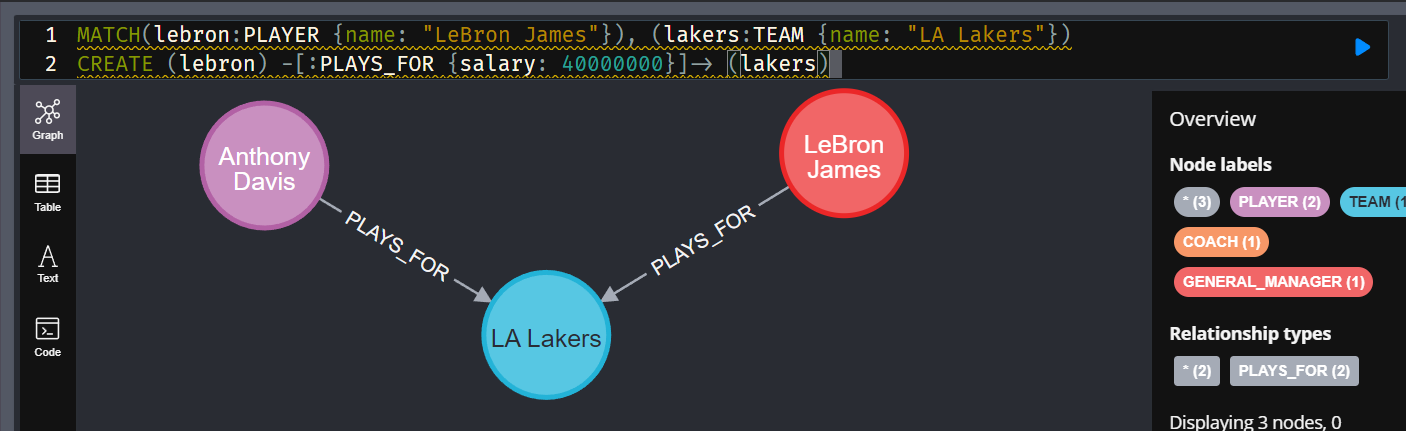 1 MATCH(lebron:PLAYER {name: "LeBron James"}), (lakers:TEAM {name: "LA Lakers"})
2 CREATE (lebron) -[:PLAYS_FOR {salary: 40000000}]→ (lakers)
Graph
Table
Text
Code
Anthony
Davis
LeBron
James
PLAYS_FOR
PLAYS_FOR
LA Lakers
Overview
Node labels
* (3) PLAYER (2) TEAM (1
COACH (1)
GENERAL_MANAGER (1)
Relationship types
* (2) PLAYS_FOR (2)
Displaying 3 nodes, 0